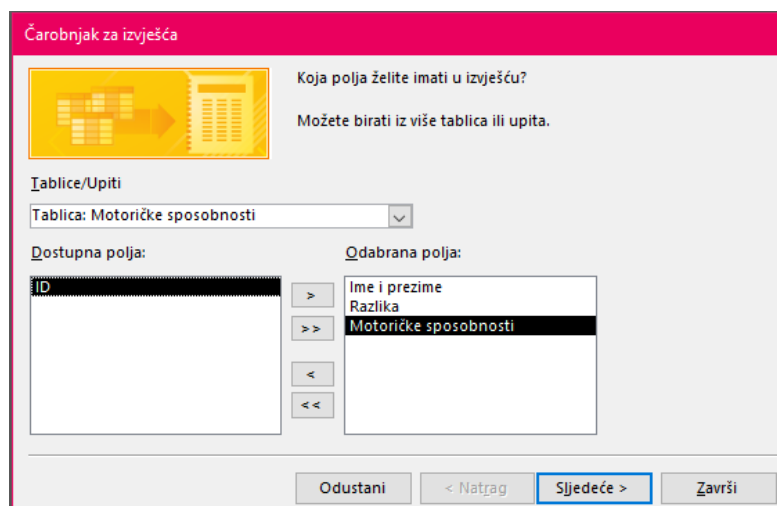 Čarobnjak za izvješća
Koja polja želite imati u izvješću?
Možete birati iz više tablica ili upita.
Tablice/Upiti
Tablica: Motoričke sposobnosti
Dostupna polja:
Odabrana polja:
ID
>
>>
<
<<
Ime i prezime
Razlika
Motoričke sposobnosti
Odustani
< Natrag
Sljedeće >
Završi